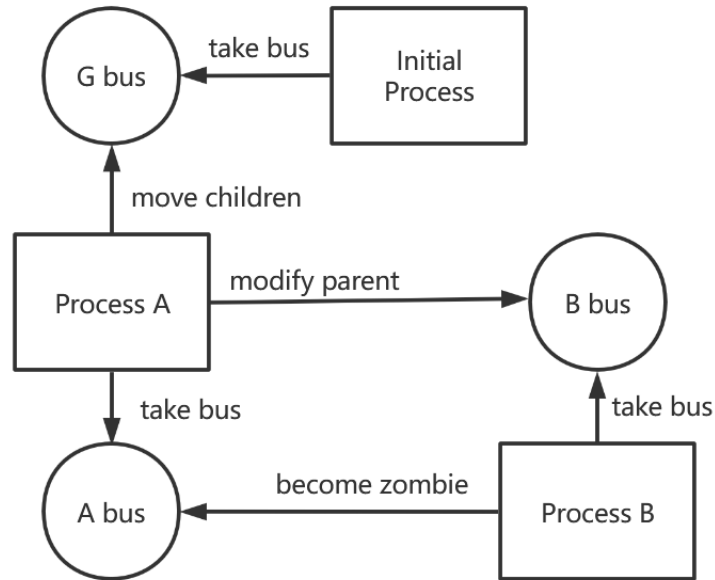 take bus
G bus
Initial
Process
move children
Process A
modify parent
B bus
take bus
take bus
become zombie
A bus
Process B